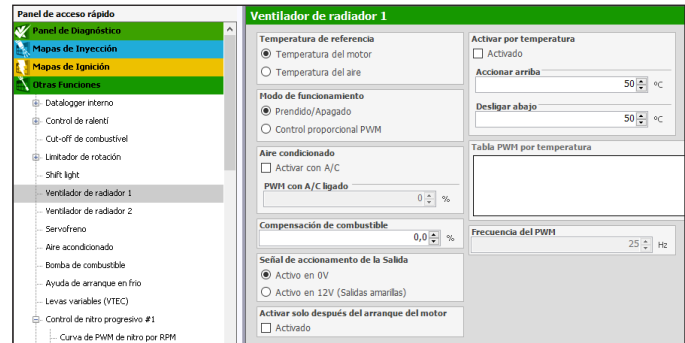 Panel de acceso rápido
Panel de Diagnóstico
Mapas de Inyección
Mapas de Ignición
Otras Funciones
Datalogger interno
Control de ralentí
Cut-off de combustível
Limitador de rotación
Shift light
Ventilador de radiador 1
Ventilador de radiador 2
Servofreno
Aire acondicionado
Bomba de combustible
Ayuda de arranque en frio
Levas variables (VTEC)
Control de nitro progresivo #1
Curva de PWM de nitro por RPM
Ventilador de radiador 1
Temperatura de referencia
Temperatura del motor
Temperatura del aire
Modo de funcionamiento
Prendido/Apagado
Control proporcional PWM
Aire condicionado
Activar con A/C
PWM con A/C ligado
0 %
Compensación de combustible
0,0 %
Señal de accionamento de la Salida
Activo en 0V
Activo en 12V (Salidas amarillas)
Activar solo después del arranque del motor
Activado
Activar por temperatura
Activado
Accionar arriba
50 ºC
Desligar abajo
50 ºC
Tabla PWM por temperatura
Frecuencia del PWM
25 Hz